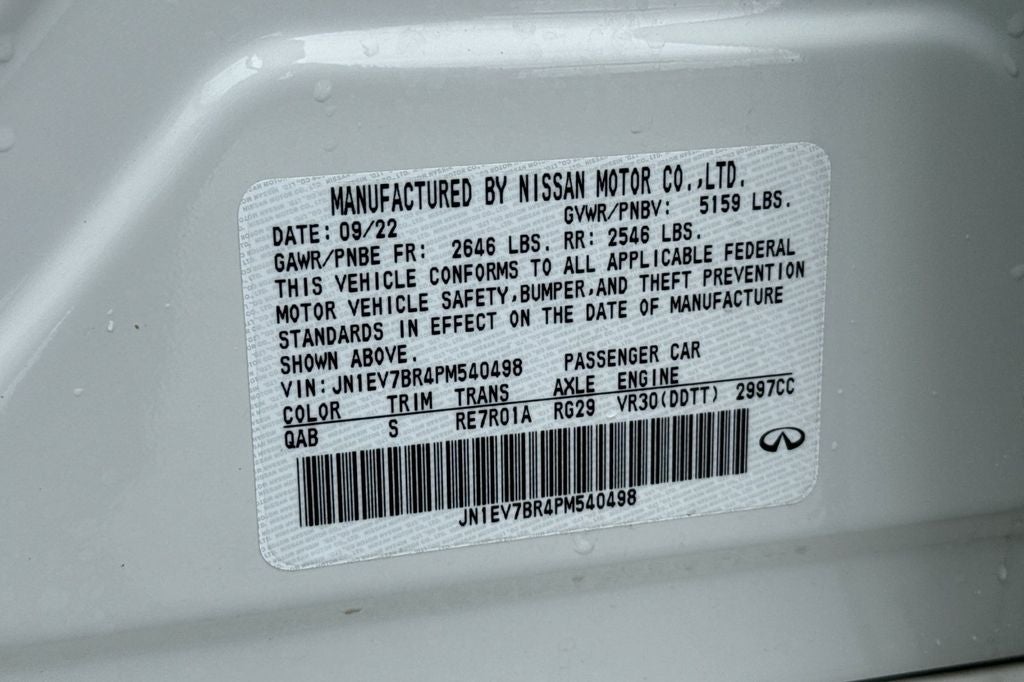 MANUFACTURED BY NISSAN MOTOR CO.,LTD.
DATE: 09/22 GVWR/PNBV: 5159 LBS.
GAWR/PNBE FR: 2646 LBS. RR: 2546 LBS.
THIS VEHICLE CONFORMS TO ALL APPLICABLE FEDERAL
MOTOR VEHICLE SAFETY,BUMPER,AND THEFT PREVENTION
STANDARDS IN EFFECT ON THE DATE OF MANUFACTURE
SHOWN ABOVE.
VIN: JN1EV7BR4PM540498 PASSENGER CAR
COLOR TRIM TRANS AXLE ENGINE
QAB S RE7R01A RG29 VR30(DDTT) 2997CC
JN1EV7BR4PM540498